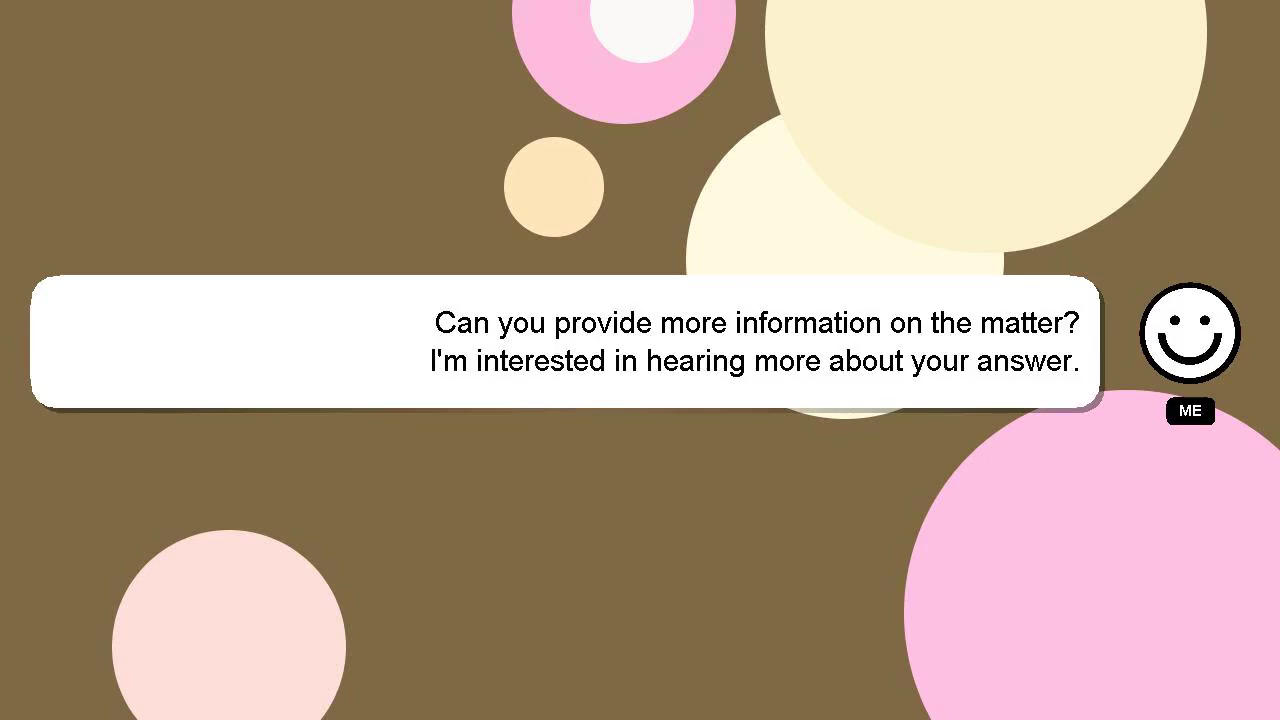 Can you provide more information on the matter?
I'm interested in hearing more about your answer.
ME